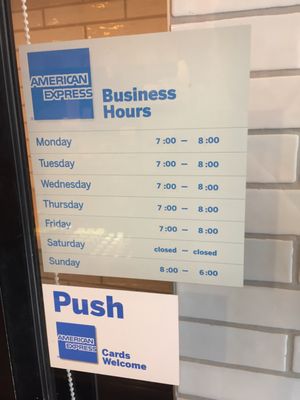 AMERICAN
EXPRESS
Business
Hours
Monday 7:00 – 8:00
Tuesday 7:00 – 8:00
Wednesday 7:00 – 8:00
Thursday 7:00 – 8:00
Friday 7:00 – 8:00
Saturday closed – closed
Sunday 8:00 – 6:00
Push
AMERICAN
EXPRESS
Cards
Welcome